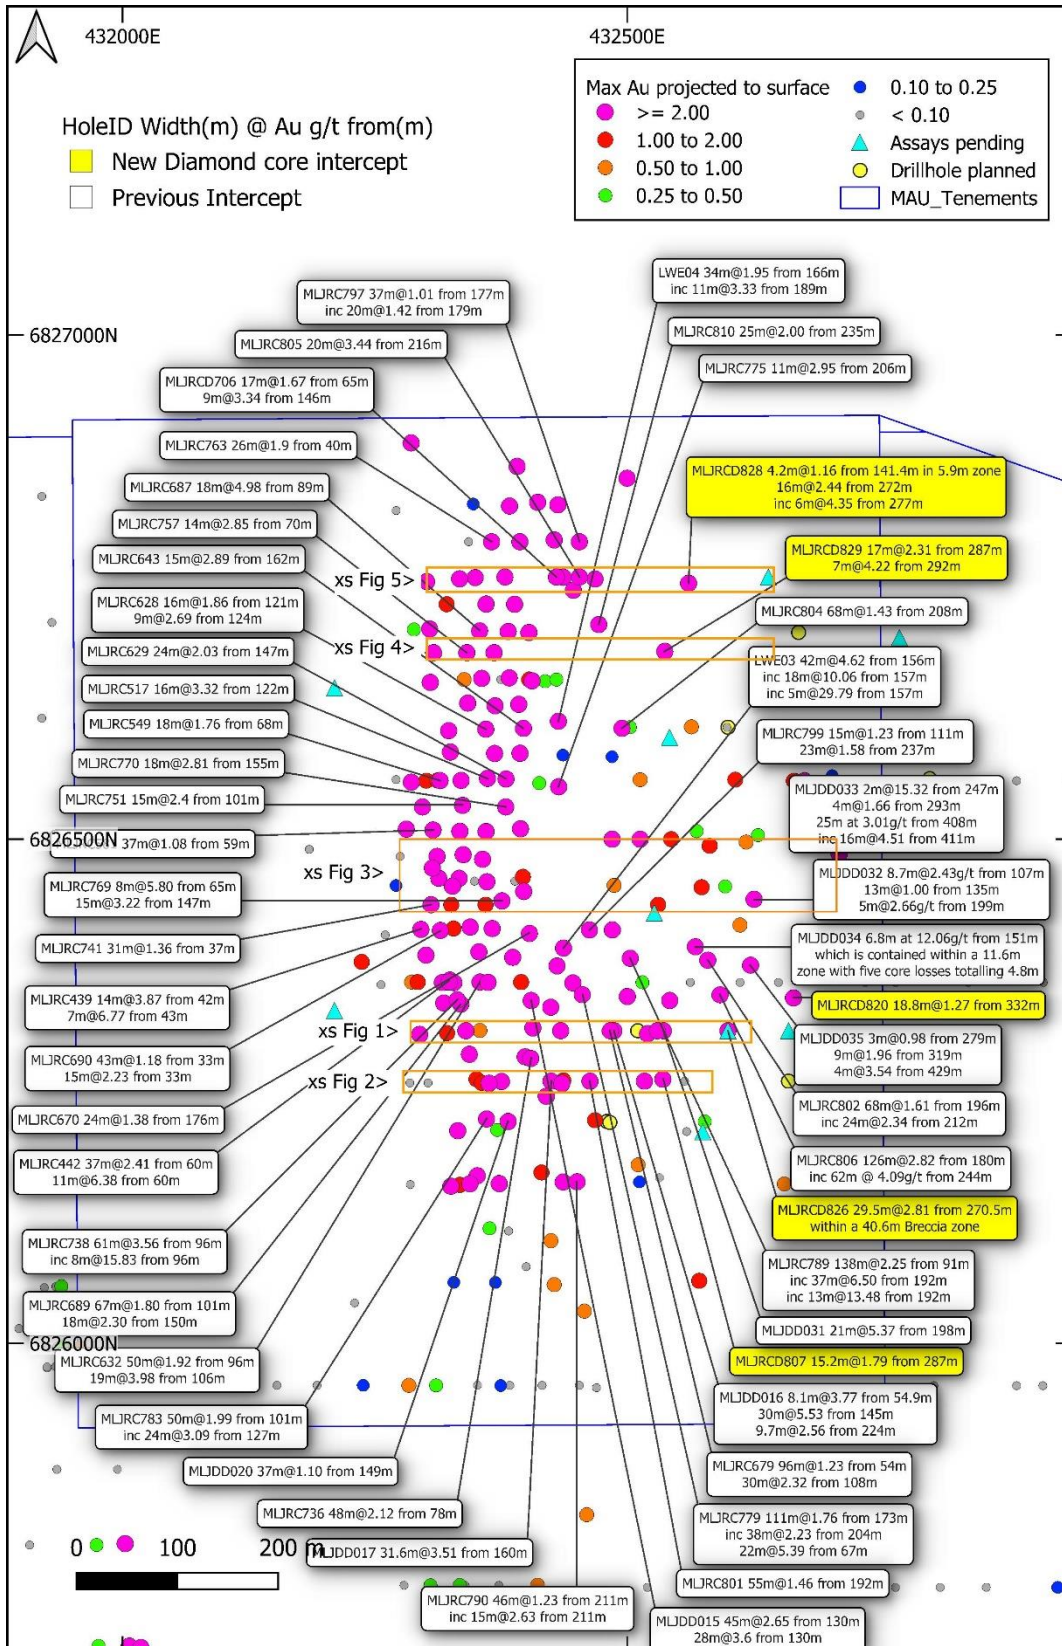 432000E
432500E
HoleID Width(m) @ Au g/t from(m)
New Diamond core intercept
Previous Intercept
Max Au projected to surface
>= 2.00
1.00 to 2.00
0.50 to 1.00
0.25 to 0.50
0.10 to 0.25
< 0.10
Assays pending
Drillhole planned
MAU_Tenements
6827000N
6826500N
6826000N
MLJRC797 37m@1.01 from 177m
inc 20m@1.42 from 179m
MLJRC805 20m@3.44 from 216m
MLJRCD706 17m@1.67 from 65m
9m@3.34 from 146m
MLJRC763 26m@1.9 from 40m
MLJRC687 18m@4.98 from 89m
MLJRC757 14m@2.85 from 70m
MLJRC643 15m@2.89 from 162m
MLJRC628 16m@1.86 from 121m
9m@2.69 from 124m
MLJRC629 24m@2.03 from 147m
MLJRC517 16m@3.32 from 122m
MLJRC549 18m@1.76 from 68m
MLJRC770 18m@2.81 from 155m
MLJRC751 15m@2.4 from 101m
37m@1.08 from 59m
MLJRC769 8m@5.80 from 65m
15m@3.22 from 147m
MLJRC741 31m@1.36 from 37m
MLJRC439 14m@3.87 from 42m
7m@6.77 from 43m
MLJRC690 43m@1.18 from 33m
15m@2.23 from 33m
MLJRC670 24m@1.38 from 176m
MLJRC442 37m@2.41 from 60m
11m@6.38 from 60m
MLJRC738 61m@3.56 from 96m
inc 8m@15.83 from 96m
MLJRC689 67m@1.80 from 101m
18m@2.30 from 150m
MLJRC632 50m@1.92 from 96m
19m@3.98 from 106m
MLJRC783 50m@1.99 from 101m
inc 24m@3.09 from 127m
MLJDD020 37m@1.10 from 149m
MLJRC736 48m@2.12 from 78m
MLJDD017 31.6m@3.51 from 160m
MLJRC790 46m@1.23 from 211m
inc 15m@2.63 from 211m
xs Fig 5>
xs Fig 4>
xs Fig 3>
xs Fig 1>
xs Fig 2>
LWE04 34m@1.95 from 166m
inc 11m@3.33 from 189m
MLJRC810 25m@2.00 from 235m
MLJRC775 11m@2.95 from 206m
MLJRCD828 4.2m@1.16 from 141.4m in 5.9m zone
16m@2.44 from 272m
inc 6m@4.35 from 277m
MLJRCD829 17m@2.31 from 287m
7m@4.22 from 292m
MLJRC804 68m@1.43 from 208m
LWE03 42m@4.62 from 156m
inc 18m@10.06 from 157m
inc 5m@29.79 from 157m
MLJRC799 15m@1.23 from 111m
23m@1.58 from 237m
MLJDD033 2m@15.32 from 247m
4m@1.66 from 293m
25m at 3.01g/t from 408m
inc 16m@4.51 from 411m
MLJDD032 8.7m@2.43g/t from 107m
13m@1.00 from 135m
5m@2.66g/t from 199m
MLJDD034 6.8m at 12.06g/t from 151m
which is contained within a 11.6m
zone with five core losses totalling 4.8m
MLJRCD820 18.8m@1.27 from 332m
MLJDD035 3m@0.98 from 279m
9m@1.96 from 319m
4m@3.54 from 429m
MLJRC802 68m@1.61 from 196m
inc 24m@2.34 from 212m
MLJRC806 126m@2.82 from 180m
inc 62m @ 4.09g/t from 244m
MLJRCD826 29.5m@2.81 from 270.5m
within a 40.6m Breccia zone
MLJRC789 138m@2.25 from 91m
inc 37m@6.50 from 192m
inc 13m@13.48 from 192m
MLJDD031 21m@5.37 from 198m
MLJRCD807 15.2m@1.79 from 287m
MLJDD016 8.1m@3.77 from 54.9m
30m@5.53 from 145m
9.7m@2.56 from 224m
MLJRC679 96m@1.23 from 54m
30m@2.32 from 108m
MLJRC779 111m@1.76 from 173m
inc 38m@2.23 from 204m
22m@5.39 from 67m
MLJRC801 55m@1.46 from 192m
MLJDD015 45m@2.65 from 130m
28m@3.6 from 130m
0 100 200 m